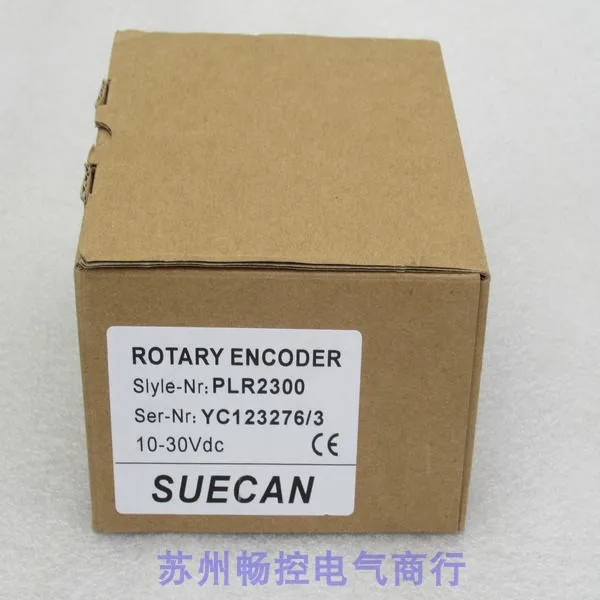 ROTARY ENCODER
Slyle-Nr: PLR2300
Ser-Nr: YC123276/3
10-30Vdc CE
SUECAN
苏州畅控电气商行